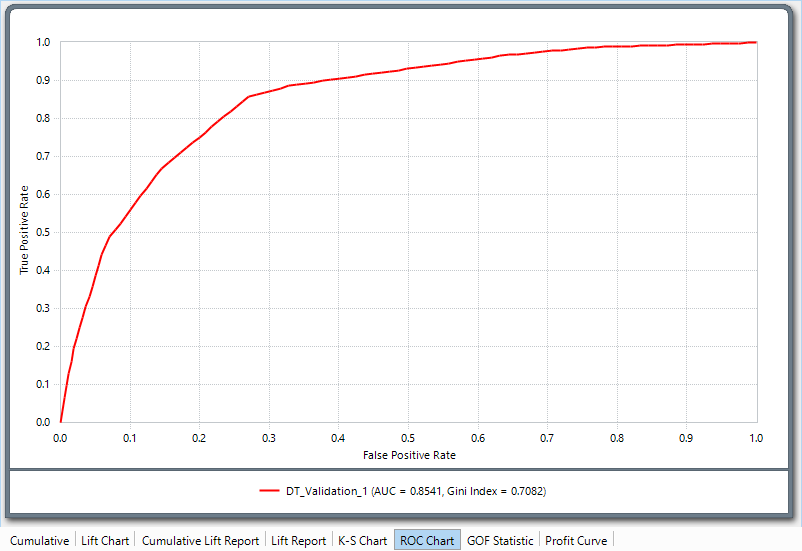 1.0
0.9
0.8
0.7
0.6
0.5
0.4
0.3
0.2
0.1
0.0
True Positive Rate
0.0 0.1 0.2 0.3 0.4 0.5 0.6 0.7 0.8 0.9 1.0
False Positive Rate
DT_Validation_1 (AUC = 0.8541, Gini Index = 0.7082)
Cumulative Lift Chart Cumulative Lift Report Lift Report K-S Chart ROC Chart GOF Statistic Profit Curve